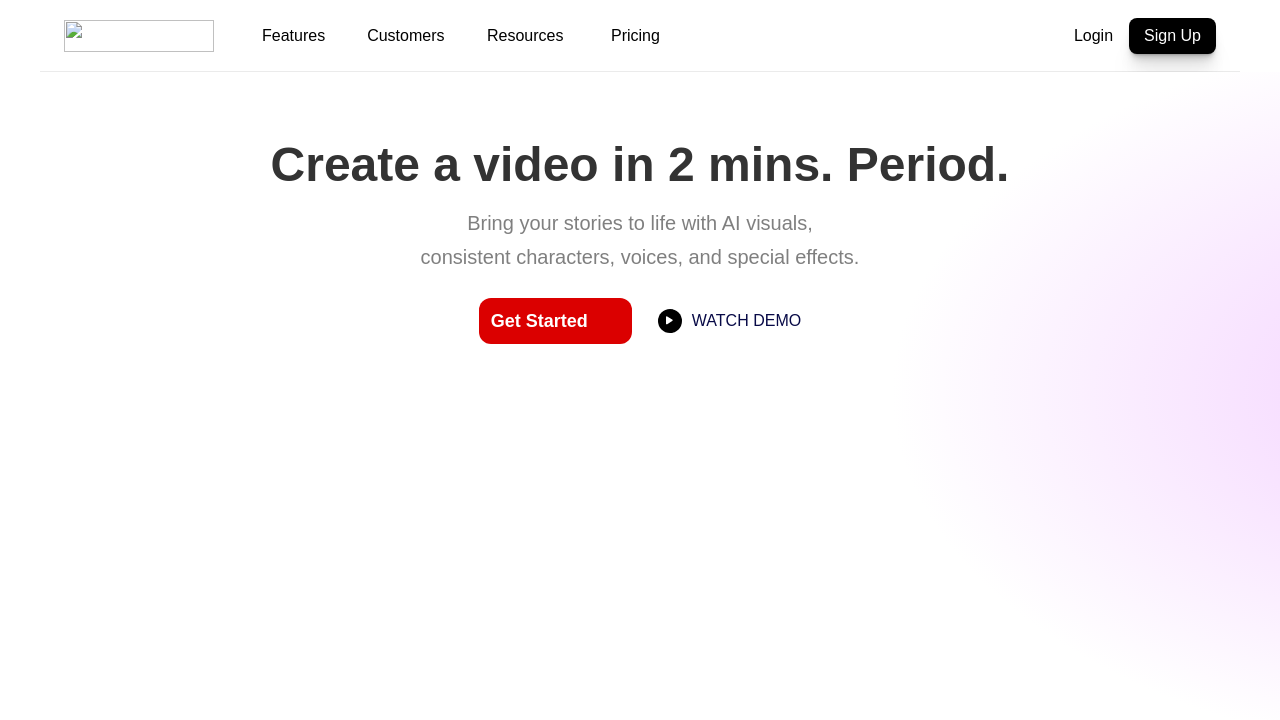 Features
Customers
Resources
Pricing
Login
Sign Up
Create a video in 2 mins. Period.
Bring your stories to life with AI visuals,
consistent characters, voices, and special effects.
Get Started
WATCH DEMO